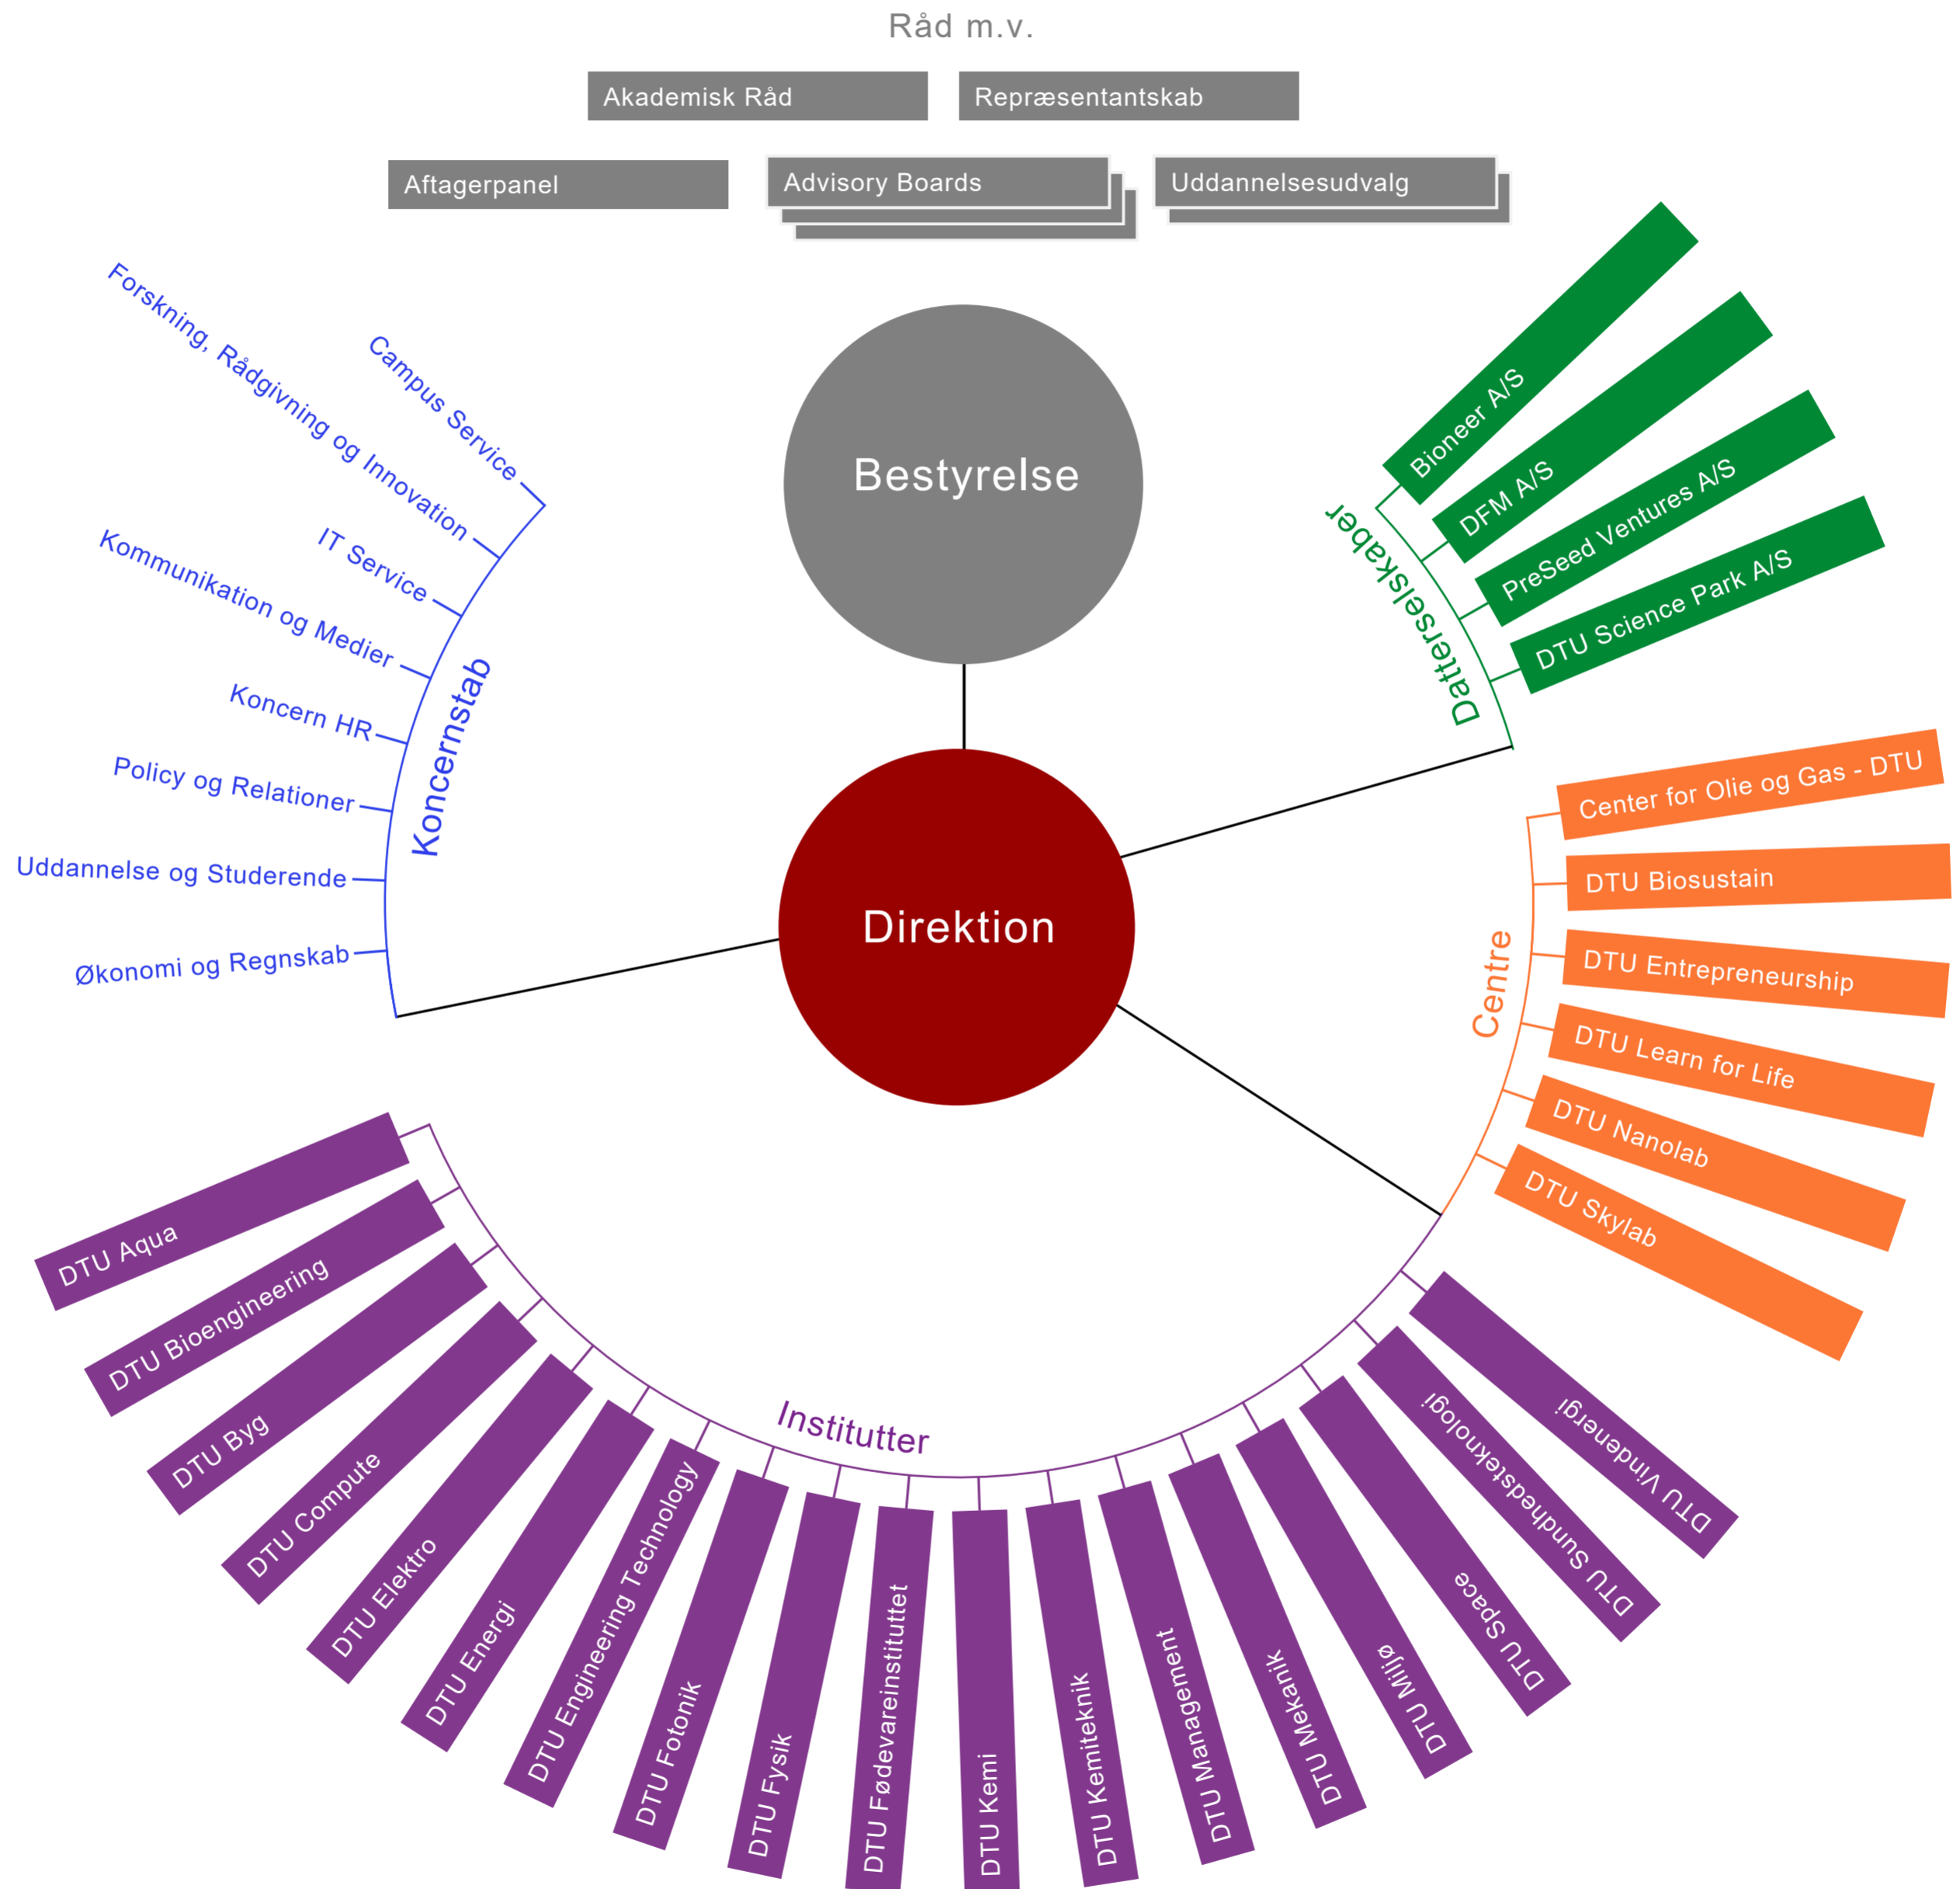 Råd m.v.
Akademisk Råd
Repræsentantskab
Aftagerpanel
Advisory Boards
Uddannelsesudvalg
Bestyrelse
Direktion
Koncernstab
Campus Service
Forskning, Rådgivning og Innovation
IT Service
Kommunikation og Medier
Koncern HR
Policy og Relationer
Uddannelse og Studerende
Økonomi og Regnskab
Datterselskaber
Bioneer A/S
DFM A/S
PreSeed Ventures A/S
DTU Science Park A/S
Centre
Center for Olie og Gas - DTU
DTU Biosustain
DTU Entrepreneurship
DTU Learn for Life
DTU Nanolab
DTU Skylab
Institutter
DTU Aqua
DTU Bioengineering
DTU Byg
DTU Compute
DTU Elektro
DTU Energi
DTU Engineering Technology
DTU Fotonik
DTU Fysik
DTU Fødevareinstituttet
DTU Kemi
DTU Kemiteknik
DTU Management
DTU Mekanik
DTU Miljø
DTU Space
DTU Sundhedsteknologi
DTU Vindenergi